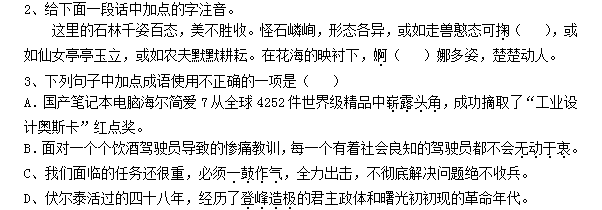 2、给下面一段话中加点的字注音。
这里的石林千姿百态，美不胜收。怪石嶙峋，形态各异，或如走兽憨态可掬（　　），或
如仙女亭亭玉立，或如农夫默默耕耘。在花海的映衬下，婀（　　）娜多姿，楚楚动人。
3、下列句子中加点成语使用不正确的一项是（　　）
A．国产笔记本电脑海尔简爱 7 从全球 4252 件世界级精品中崭露头角，成功摘取了“工业设
计奥斯卡”红点奖。
B．面对一个个饮酒驾驶员导致的惨痛教训，每一个有着社会良知的驾驶员都不会无动于衷。
C、我们面临的任务还很重，必须一鼓作气，全力出击，不彻底解决问题绝不收兵。
D、伏尔泰活过的四十八年，经历了登峰造极的君主政体和曙光初初现的革命年代。